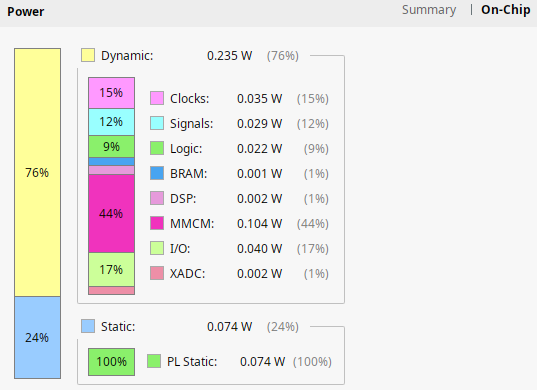 Power Summary | On-Chip
Dynamic: 0.235 W (76%)
15% Clocks: 0.035 W (15%)
12% Signals: 0.029 W (12%)
9% Logic: 0.022 W (9%)
BRAM: 0.001 W (1%)
76% DSP: 0.002 W (1%)
44% MMCM: 0.104 W (44%)
I/O: 0.040 W (17%)
17% XADC: 0.002 W (1%)
Static: 0.074 W (24%)
24%
100% PL Static: 0.074 W (100%)